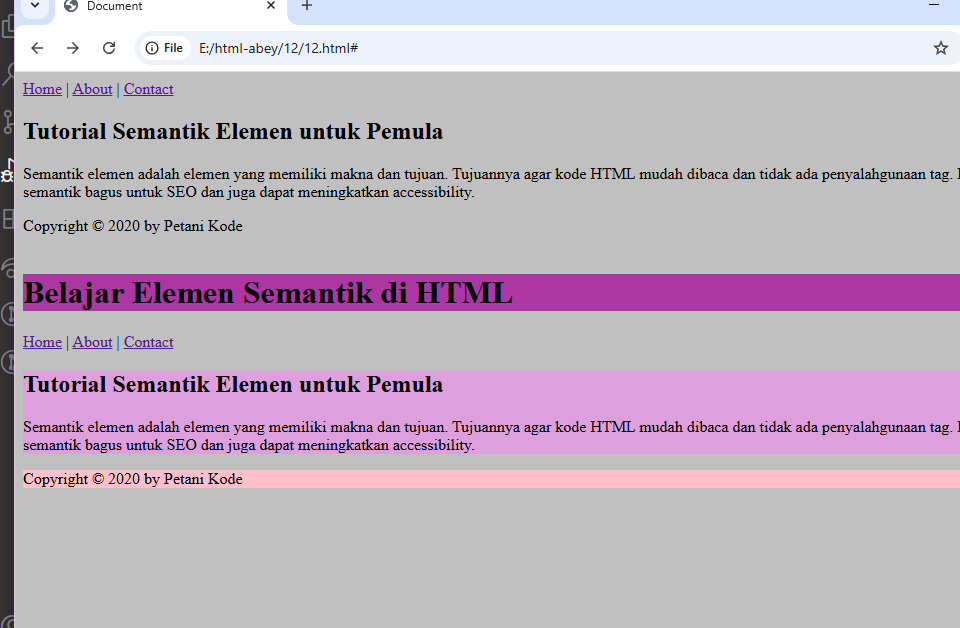 Document
File E:/html-abey/12/12.html#
Home | About | Contact
Tutorial Semantik Elemen untuk Pemula
Semantik elemen adalah elemen yang memiliki makna dan tujuan. Tujuannya agar kode HTML mudah dibaca dan tidak ada penyalahgunaan tag.
semantik bagus untuk SEO dan juga dapat meningkatkan accessibility.
Copyright © 2020 by Petani Kode
Belajar Elemen Semantik di HTML
Home | About | Contact
Tutorial Semantik Elemen untuk Pemula
Semantik elemen adalah elemen yang memiliki makna dan tujuan. Tujuannya agar kode HTML mudah dibaca dan tidak ada penyalahgunaan tag.
semantik bagus untuk SEO dan juga dapat meningkatkan accessibility.
Copyright © 2020 by Petani Kode